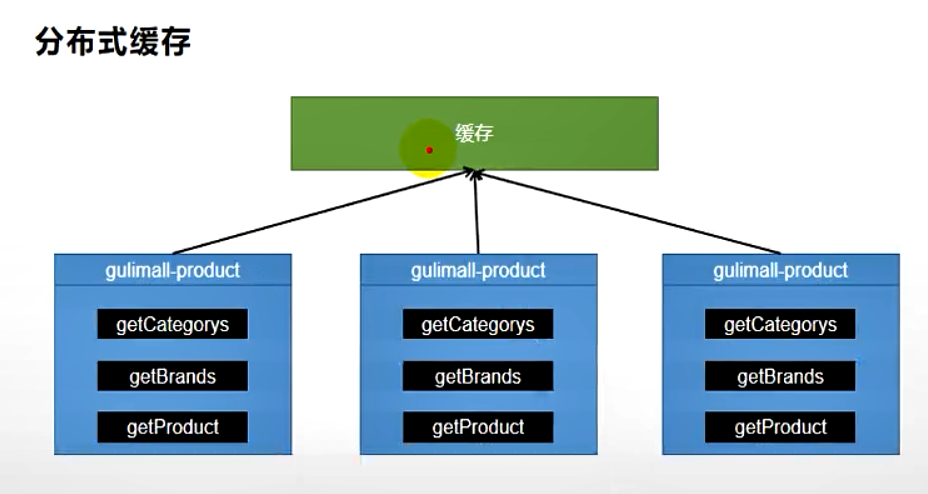 分布式缓存
缓存
gulimall-product
getCategorys
getBrands
getProduct
gulimall-product
getCategorys
getBrands
getProduct
gulimall-product
getCategorys
getBrands
getProduct